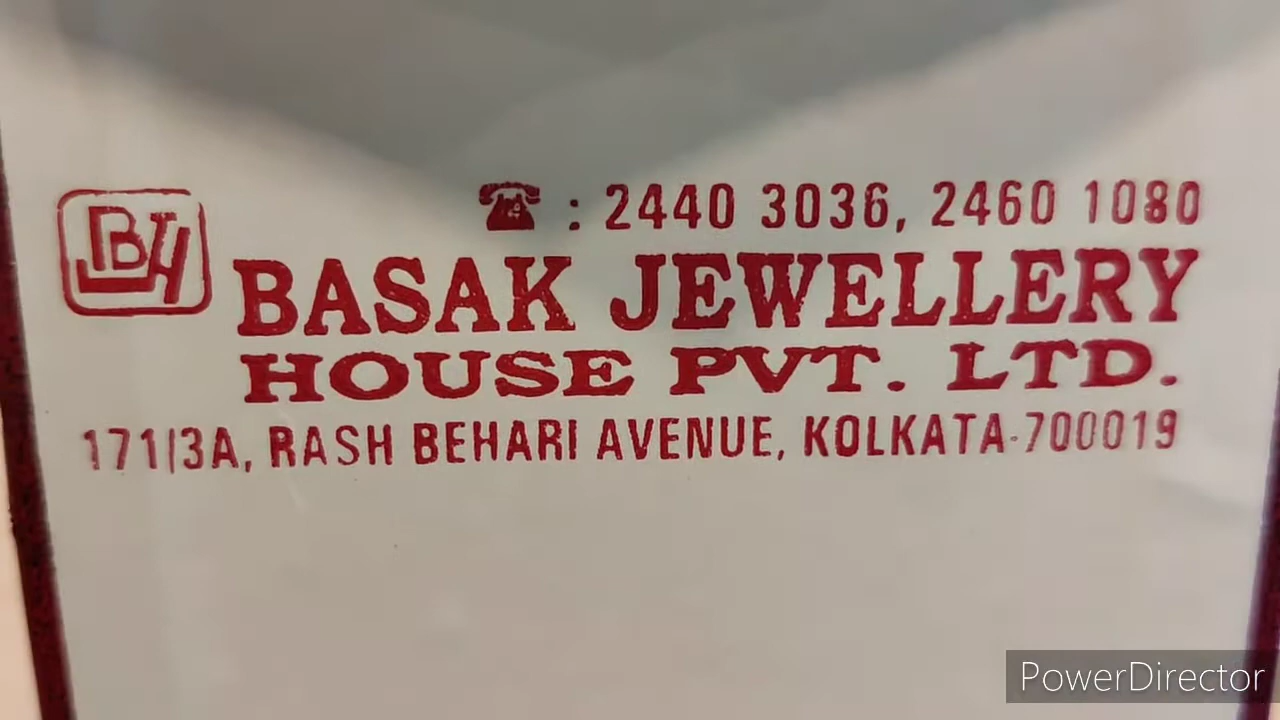 BJH
☎ : 2440 3036, 2460 1080
BASAK JEWELLERY
HOUSE PVT. LTD.
171/3A, RASH BEHARI AVENUE, KOLKATA-700019
PowerDirector